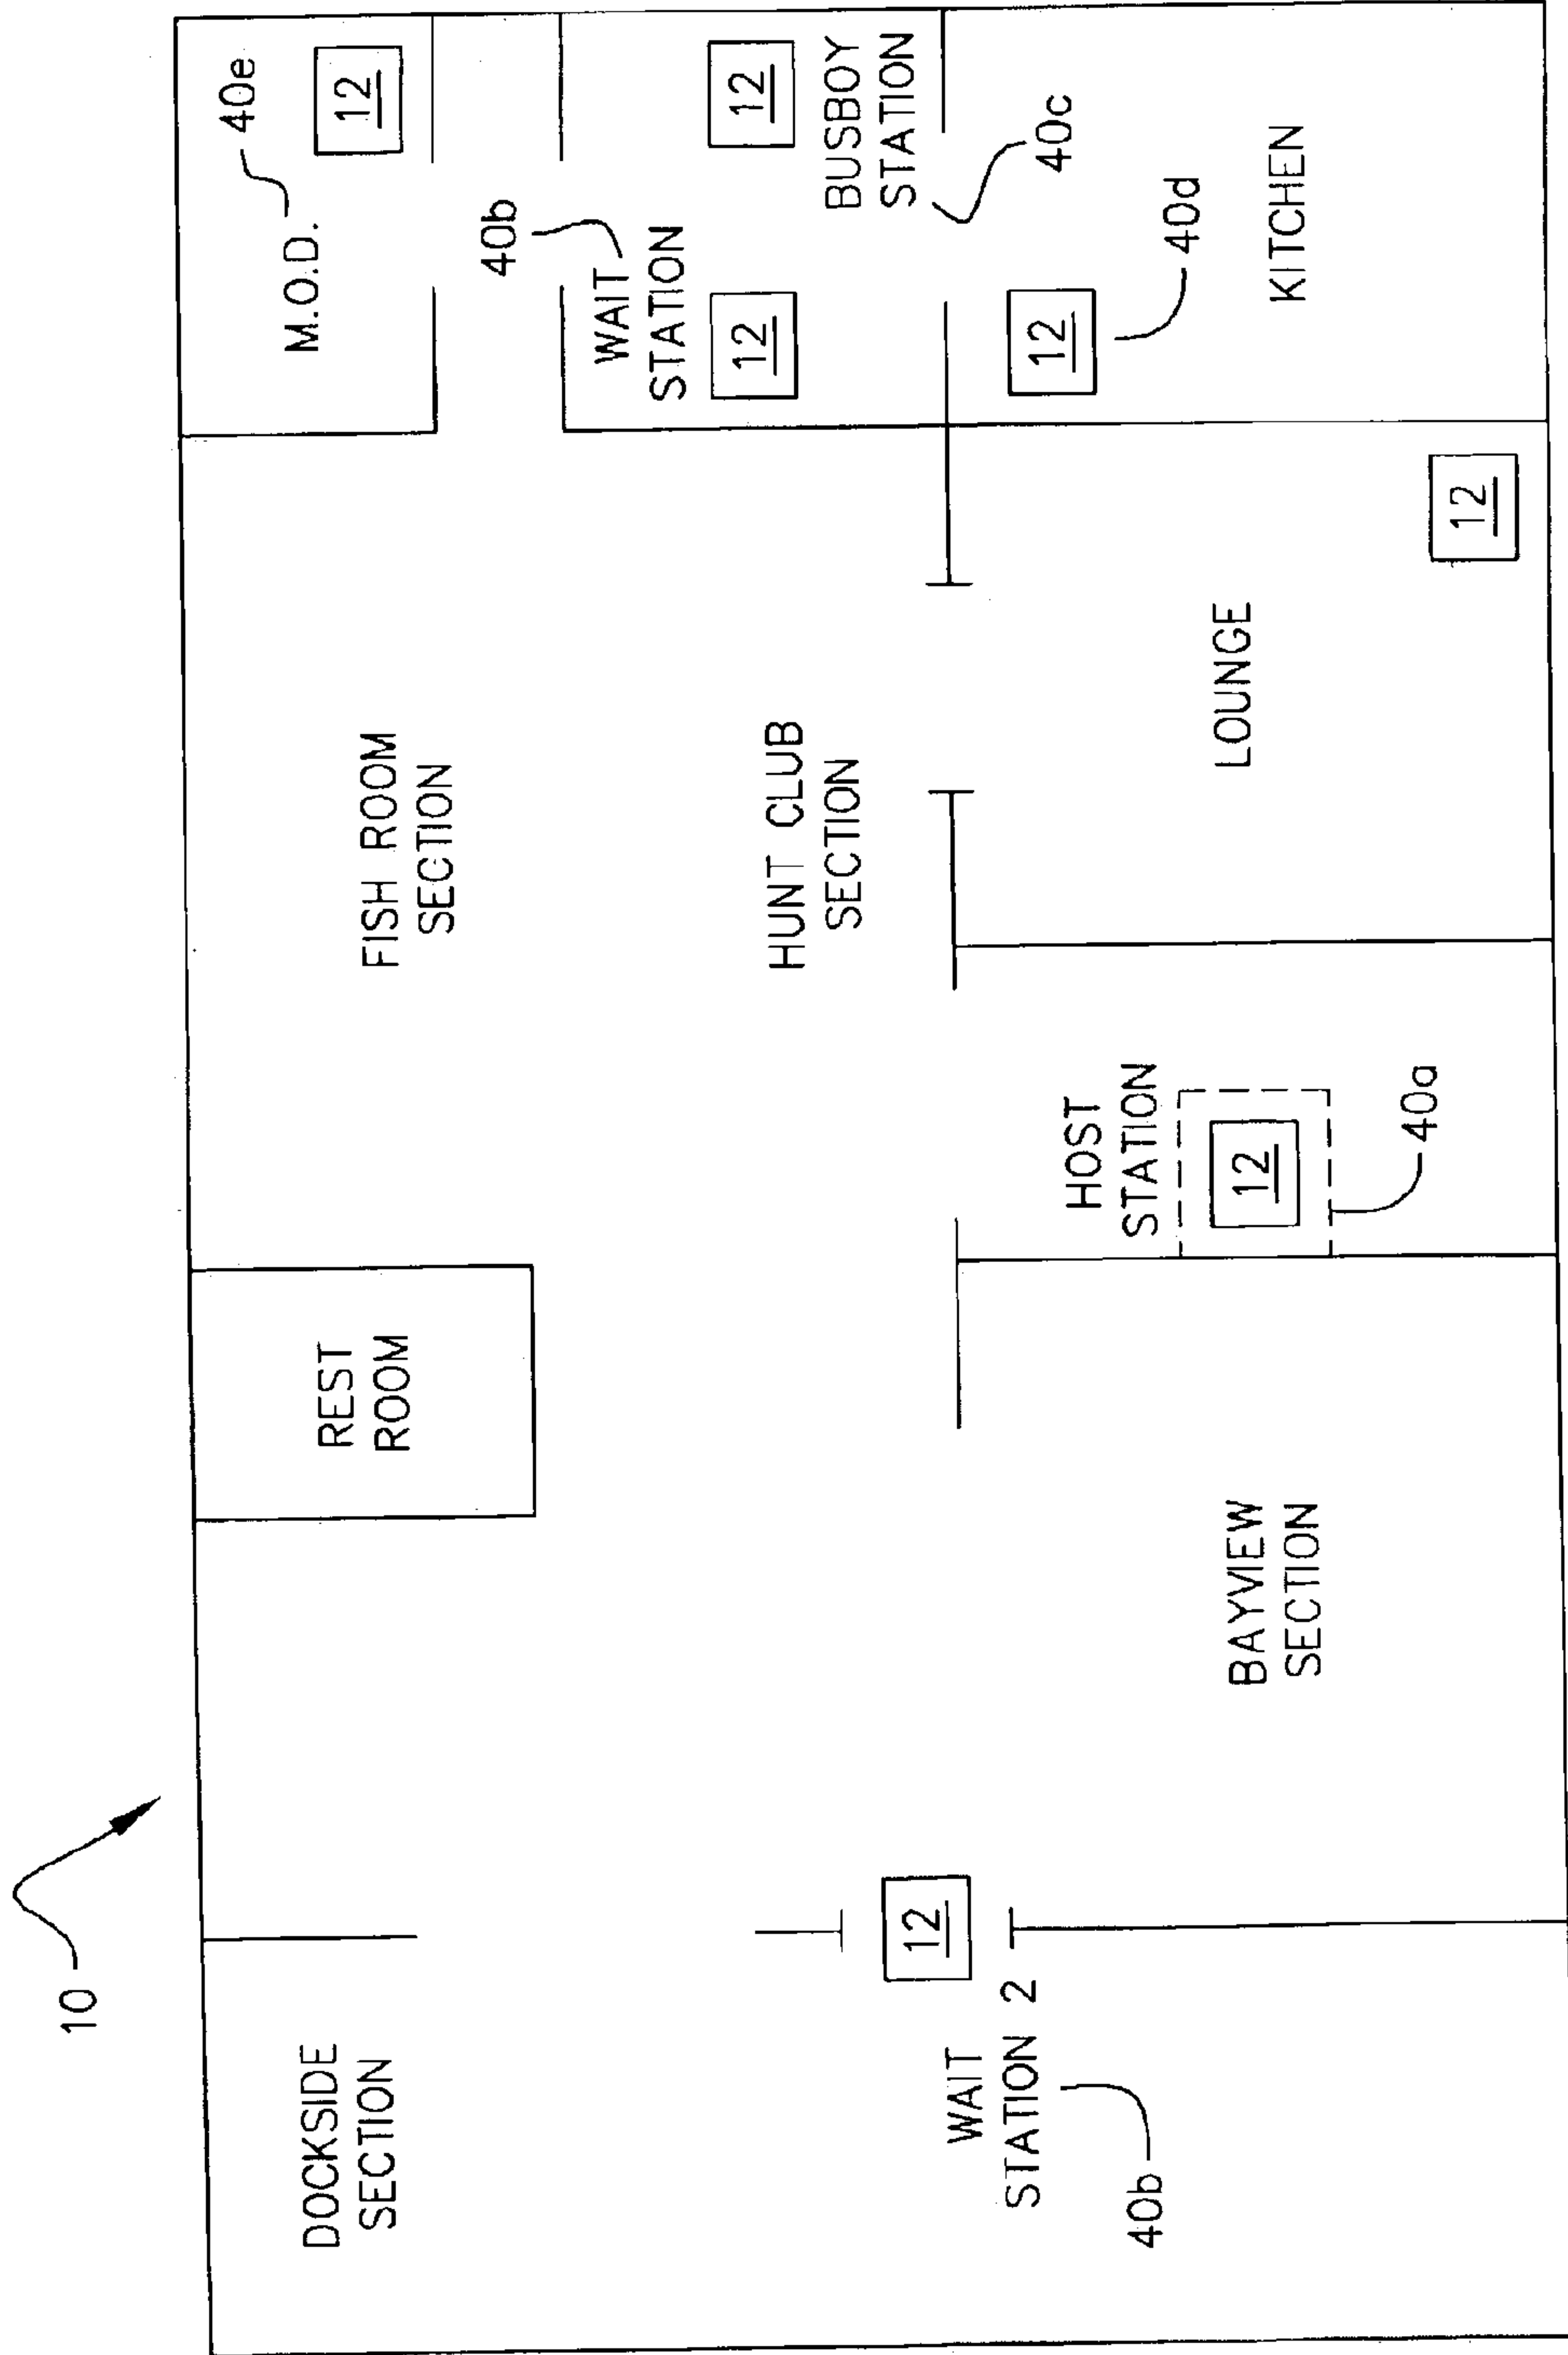 10
DOCKSIDE
SECTION
REST
ROOM
FISH ROOM
SECTION
M.O.D.
40e
12
40b
WAIT
STATION
12
12
BUSBOY
STATION
40c
HUNT CLUB
SECTION
12
WAIT
STATION 2
40b
BAYVIEW
SECTION
HOST
STATION
12
40a
LOUNGE
12
12
40d
KITCHEN